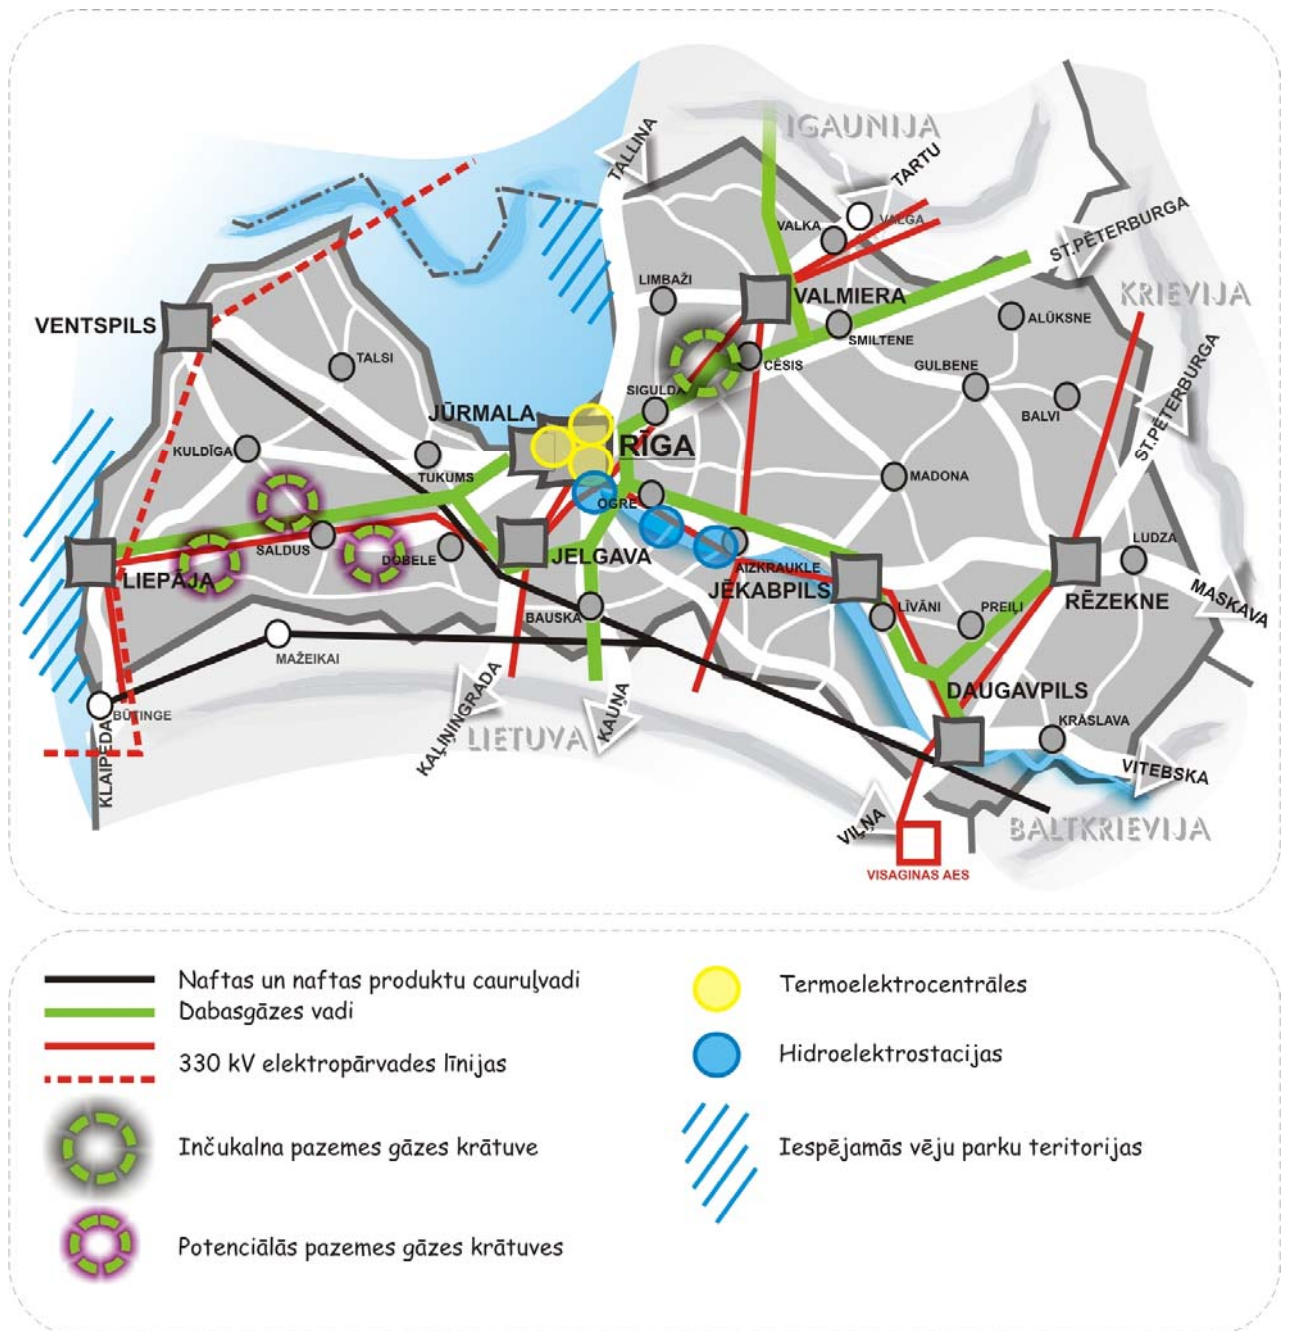 IGAUNIJA
TALLINA
TARTU
VALKA
VALGA
ST.PĒTERBURGA
LIMBAŽI
VALMIERA
KRIEVIJA
VENTSPILS
ALŪKSNE
SMILTENE
TALSI
CĒSIS
GULBENE
ST.PĒTERBURGA
SIGULDA
JŪRMALA
BALVI
KULDĪGA
RĪGA
TUKUMS
MADONA
OGRE
SALDUS
DOBELE
JELGAVA
LUDZA
AIZKRAUKLE
LIEPĀJA
JĒKABPILS
RĒZEKNE
MASKAVA
BAUSKA
LĪVĀNI
PREIĻI
MAŽEIKAI
DAUGAVPILS
BŪTINGE
KLAIPĒDA
KAĻIŅINGRADA
LIETUVA
KAUŅA
KRĀSLAVA
VITEBSKA
VIĻŅA
BALTKRIEVIJA
VISAGINAS AES
Naftas un naftas produktu cauruļvadi
Dabasgāzes vadi
330 kV elektropārvades līnijas
Inčukalna pazemes gāzes krātuve
Potenciālās pazemes gāzes krātuves
Termoelektrocentrāles
Hidroelektrostacijas
Iespējamās vēju parku teritorijas